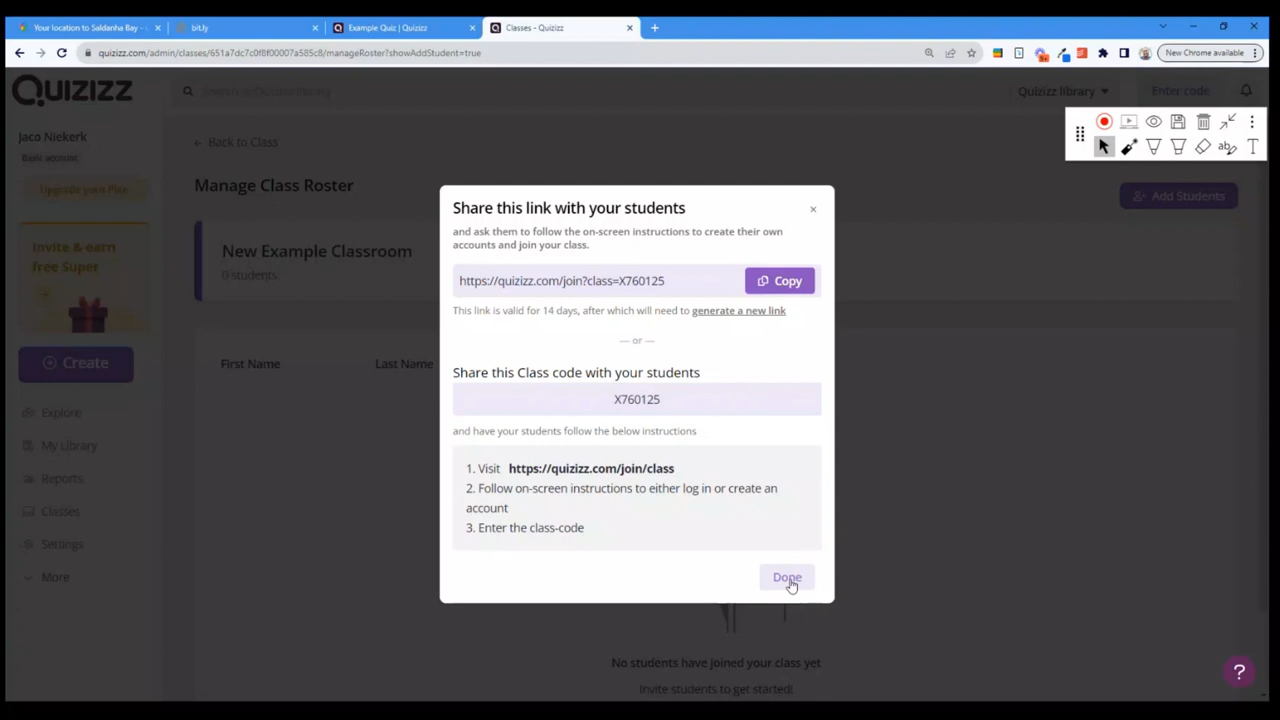 Your location to Saldanha Bay -
bit.ly
Example Quiz | Quizizz
Classes - Quizizz
quizizz.com/admin/classes/651a7dc7c0f8f00007a585c8/manageRoster?showAddStudent=true
New Chrome available
Quizizz
Quizizz library
Enter code
Jaco Niekerk
Basic account
Upgrade your Plan
Back to Class
Manage Class Roster
Add Students
Invite & earn
free Super
New Example Classroom
0 students
Create
Explore
My Library
Reports
Classes
Settings
More
First Name
Last Name
Share this link with your students
and ask them to follow the on-screen instructions to create their own
accounts and join your class.
https://quizizz.com/join?class=X760125
Copy
This link is valid for 14 days, after which will need to generate a new link
— or —
Share this Class code with your students
X760125
and have your students follow the below instructions
1. Visit https://quizizz.com/join/class
2. Follow on-screen instructions to either log in or create an
account
3. Enter the class-code
Done
No students have joined your class yet
Invite students to get started!